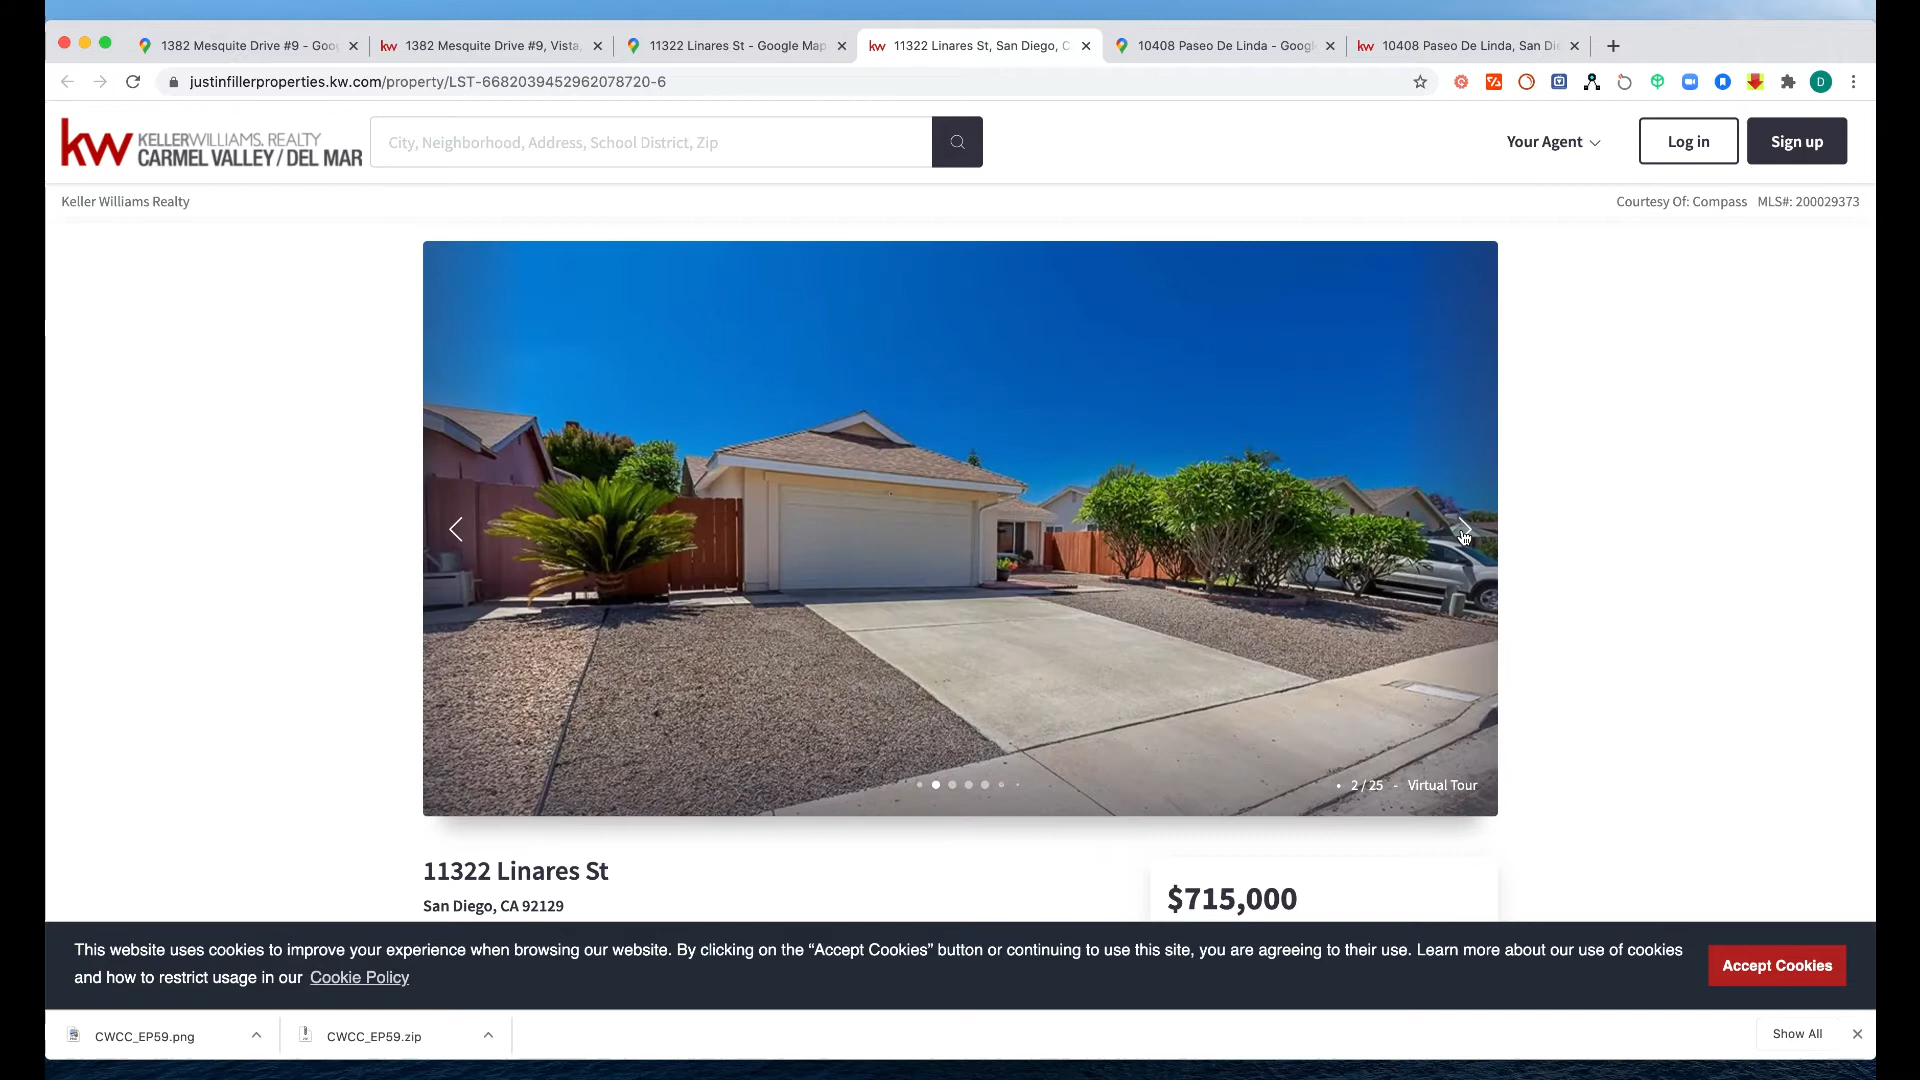 1382 Mesquite Drive #9 - Goo
1382 Mesquite Drive #9, Vista,
11322 Linares St - Google Map
11322 Linares St, San Diego, C
10408 Paseo De Linda - Googl
10408 Paseo De Linda, San Di
justinfillerproperties.kw.com/property/LST-6682039452962078720-6
D
kw KELLERWILLIAMS. REALTY
CARMEL VALLEY / DEL MAR
City, Neighborhood, Address, School District, Zip
Your Agent
Log in
Sign up
Keller Williams Realty
Courtesy Of: Compass MLS#: 200029373
• 2 / 25 - Virtual Tour
11322 Linares St
San Diego, CA 92129
$715,000
This website uses cookies to improve your experience when browsing our website. By clicking on the “Accept Cookies” button or continuing to use this site, you are agreeing to their use. Learn more about our use of cookies
and how to restrict usage in our Cookie Policy
Accept Cookies
CWCC_EP59.png
CWCC_EP59.zip
Show All